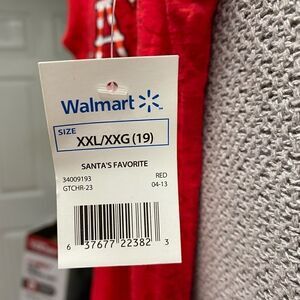 Walmart
SIZE
XXL/XXG (19)
SANTA'S FAVORITE
34009193 RED
GTCHR-23 04-13
6 37677 22382 3